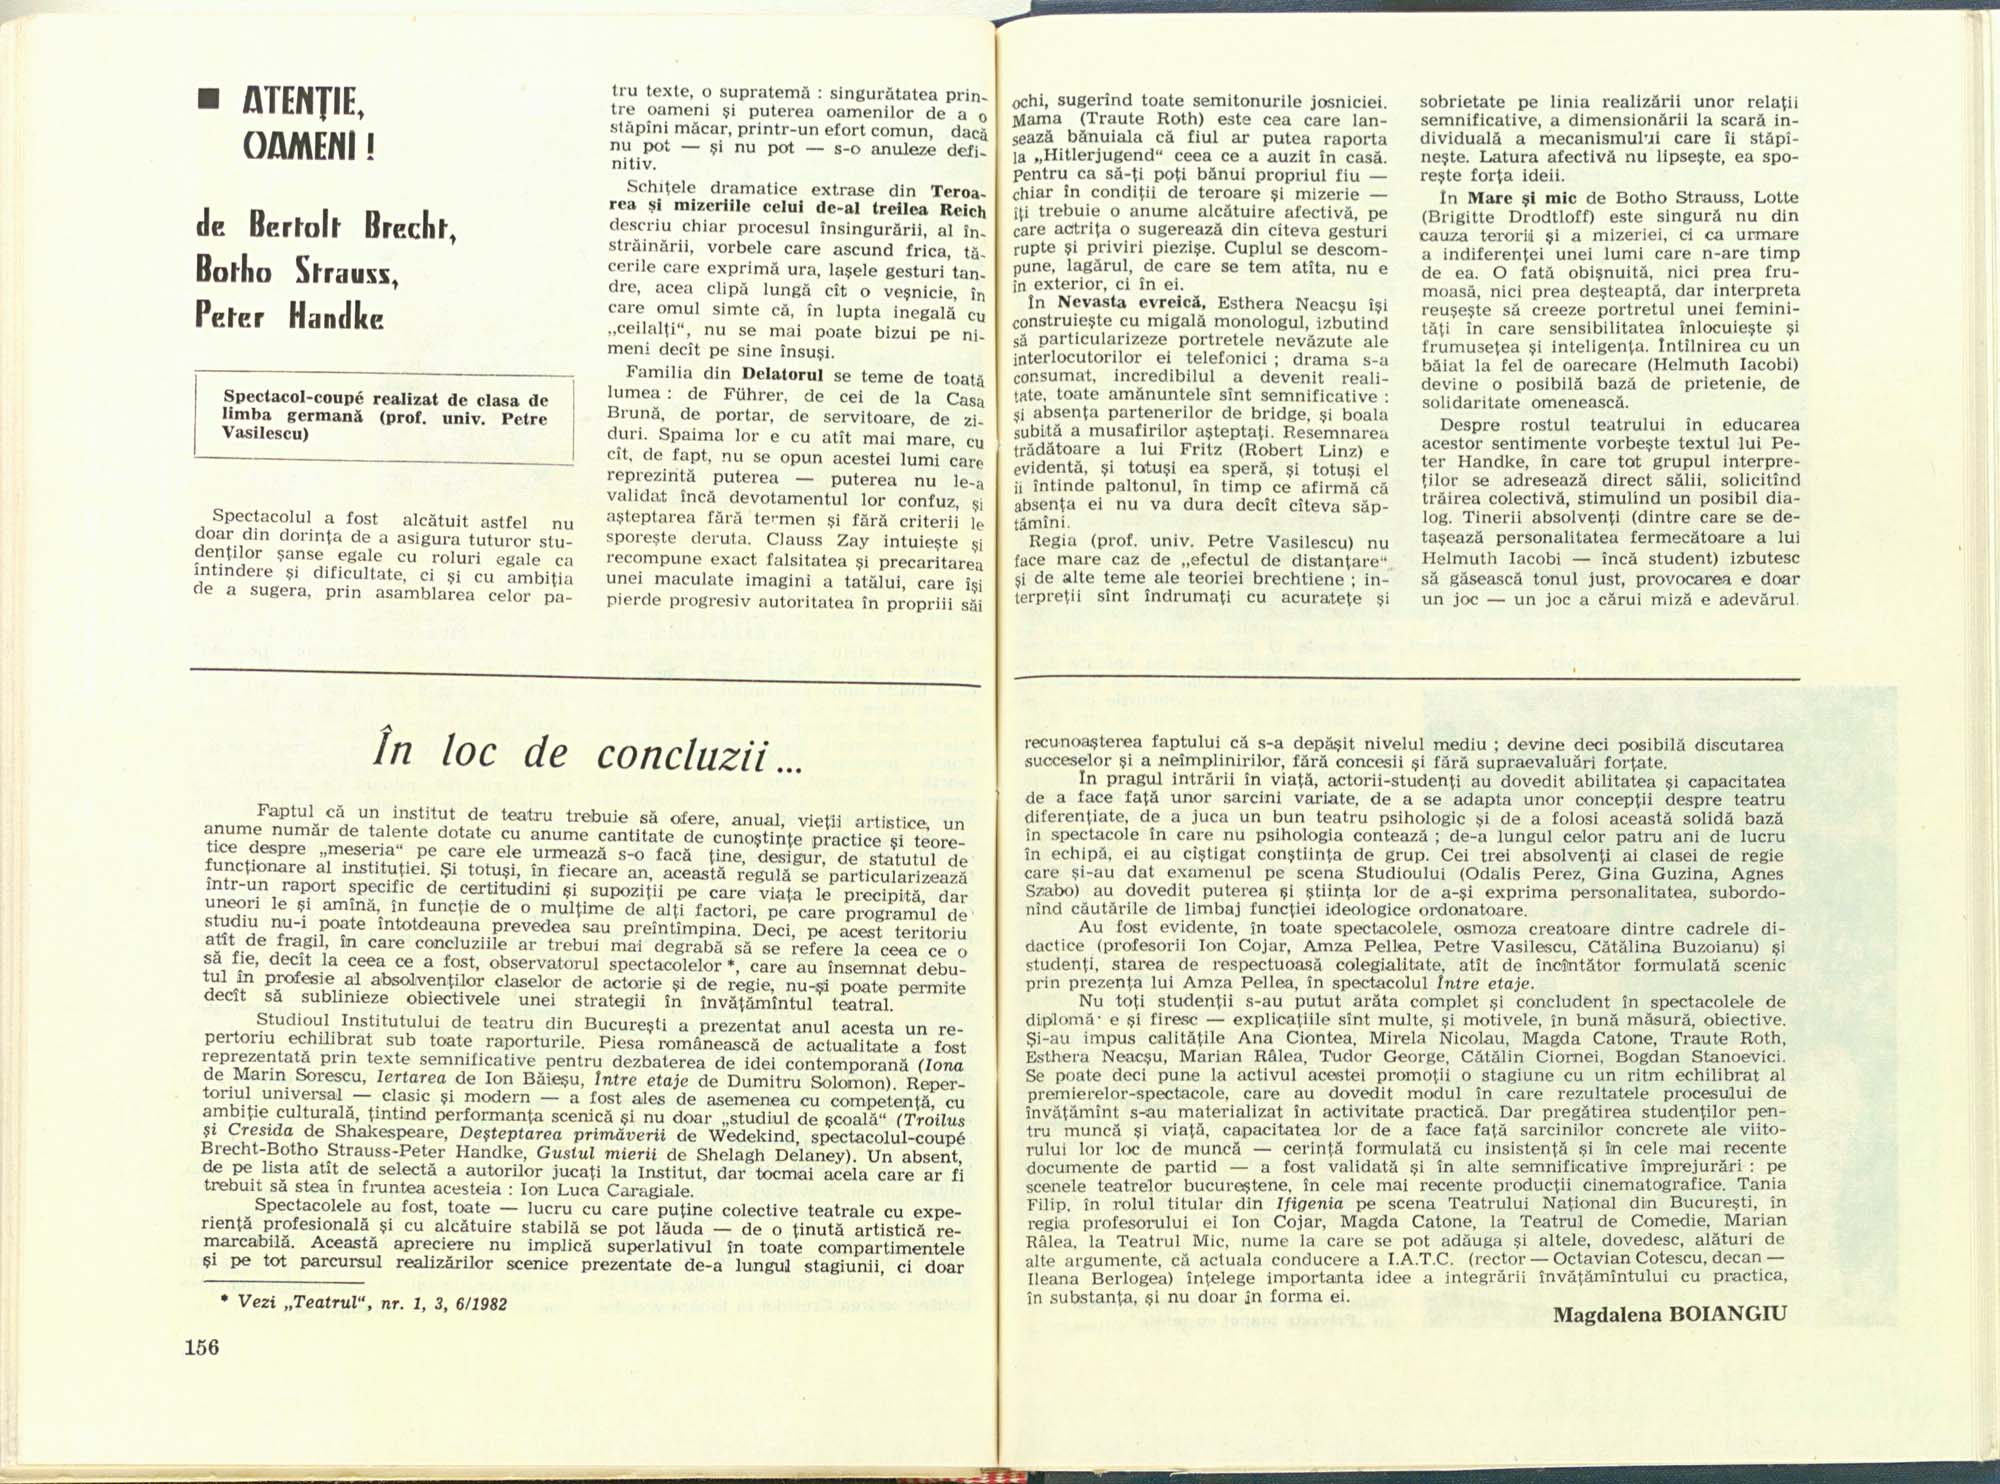 ■ ATENȚIE,
OAMENI !
de Bertolt Brecht,
Botho Strauss,
Peter Handke
Spectacol-coupé realizat de clasa de
limba germană (prof. univ. Petre
Vasilescu)
Spectacolul a fost alcătuit astfel nu
doar din dorința de a asigura tuturor stu-
denților șanse egale cu roluri egale ca
întindere și dificultate, ci și cu ambiția
de a sugera, prin asamblarea celor pa-
tru texte, o supratemă : singurătatea prin-
tre oameni și puterea oamenilor de a o
stăpîni măcar, printr-un efort comun, dacă
nu pot — și nu pot — s-o anuleze defi-
nitiv.
Schițele dramatice extrase din Teroa-
rea și mizeriile celui de-al treilea Reich
descriu chiar procesul însingurării, al în-
străinării, vorbele care ascund frica, tă-
cerile care exprimă ura, lașele gesturi tan-
dre, acea clipă lungă cît o veșnicie, în
care omul simte că, în lupta inegală cu
„ceilalți“, nu se mai poate bizui pe ni-
meni decît pe sine însuși.
Familia din Delatorul se teme de toată
lumea : de Führer, de cei de la Casa
Brună, de portar, de servitoare, de zi-
duri. Spaima lor e cu atît mai mare, cu
cît, de fapt, nu se opun acestei lumi care
reprezintă puterea — puterea nu le-a
validat încă devotamentul lor confuz, și
așteptarea fără termen și fără criterii le
sporește deruta. Clauss Zay intuiește și
recompune exact falsitatea și precaritarea
unei maculate imagini a tatălui, care își
pierde progresiv autoritatea în propriii săi
ochi, sugerînd toate semitonurile josniciei.
Mama (Traute Roth) este cea care lan-
sează bănuiala că fiul ar putea raporta
la „Hitlerjugend“ ceea ce a auzit în casă.
Pentru ca să-ți poți bănui propriul fiu —
chiar în condiții de teroare și mizerie —
îți trebuie o anume alcătuire afectivă, pe
care actrița o sugerează din cîteva gesturi
rupte și priviri piezișe. Cuplul se descom-
pune, lagărul, de care se tem atîta, nu e
în exterior, ci în ei.
În Nevasta evreică, Esthera Neacșu își
construiește cu migală monologul, izbutind
să particularizeze portretele nevăzute ale
interlocutorilor ei telefonici ; drama s-a
consumat, incredibilul a devenit reali-
tate, toate amănuntele sînt semnificative :
și absența partenerilor de bridge, și boala
subită a musafirilor așteptați. Resemnarea
trădătoare a lui Fritz (Robert Linz) e
evidentă, și totuși ea speră, și totuși el
îi întinde paltonul, în timp ce afirmă că
absența ei nu va dura decît cîteva săp-
tămîni.
Regia (prof. univ. Petre Vasilescu) nu
face mare caz de „efectul de distanțare“
și de alte teme ale teoriei brechtiene ; in-
terpreții sînt îndrumați cu acuratețe și
sobrietate pe linia realizării unor relații
semnificative, a dimensionării la scară in-
dividuală a mecanismului care îi stăpî-
nește. Latura afectivă nu lipsește, ea spo-
rește forța ideii.
În Mare și mic de Botho Strauss, Lotte
(Brigitte Drodtloff) este singură nu din
cauza terorii și a mizeriei, ci ca urmare
a indiferenței unei lumi care n-are timp
de ea. O fată obișnuită, nici prea fru-
moasă, nici prea deșteaptă, dar interpreta
reușește să creeze portretul unei femini-
tăți în care sensibilitatea înlocuiește și
frumusețea și inteligența. Întîlnirea cu un
băiat la fel de oarecare (Helmuth Iacobi)
devine o posibilă bază de prietenie, de
solidaritate omenească.
Despre rostul teatrului în educarea
acestor sentimente vorbește textul lui Pe-
ter Handke, în care tot grupul interpre-
ților se adresează direct sălii, solicitînd
trăirea colectivă, stimulind un posibil dia-
log. Tinerii absolvenți (dintre care se de-
tașează personalitatea fermecătoare a lui
Helmuth Iacobi — încă student) izbutesc
să găsească tonul just, provocarea e doar
un joc — un joc a cărui miză e adevărul.
În loc de concluzii ...
Faptul că un institut de teatru trebuie să ofere, anual, vieții artistice, un
anume număr de talente dotate cu anume cantitate de cunoștințe practice și teore-
tice despre „meseria“ pe care ele urmează s-o facă ține, desigur, de statutul de
funcționare al instituției. Și totuși, în fiecare an, această regulă se particularizează
într-un raport specific de certitudini și supoziții pe care viața le precipită, dar
uneori le și amînă, în funcție de o mulțime de alți factori, pe care programul de
studiu nu-i poate întotdeauna prevedea sau preîntîmpina. Deci, pe acest teritoriu
atît de fragil, în care concluziile ar trebui mai degrabă să se refere la ceea ce o
să fie, decît la ceea ce a fost, observatorul spectacolelor *, care au însemnat debu-
tul în profesie al absolvenților claselor de actorie și de regie, nu-și poate permite
decît să sublinieze obiectivele unei strategii în învățămîntul teatral.
Studioul Institutului de teatru din București a prezentat anul acesta un re-
pertoriu echilibrat sub toate raporturile. Piesa românească de actualitate a fost
reprezentată prin texte semnificative pentru dezbaterea de idei contemporană (Iona
de Marin Sorescu, Iertarea de Ion Băieșu, Între etaje de Dumitru Solomon). Reper-
toriul universal — clasic și modern — a fost ales de asemenea cu competență, cu
ambiție culturală, țintind performanța scenică și nu doar „studiul de școală“ (Troilus
și Cresida de Shakespeare, Deșteptarea primăverii de Wedekind, spectacolul-coupé
Brecht-Botho Strauss-Peter Handke, Gustul mierii de Shelagh Delaney). Un absent,
de pe lista atît de selectă a autorilor jucați la Institut, dar tocmai acela care ar fi
trebuit să stea în fruntea acesteia : Ion Luca Caragiale.
Spectacolele au fost, toate — lucru cu care puține colective teatrale cu expe-
riență profesională și cu alcătuire stabilă se pot lăuda — de o ținută artistică re-
marcabilă. Această apreciere nu implică superlativul în toate compartimentele
și pe tot parcursul realizărilor scenice prezentate de-a lungul stagiunii, ci doar
* Vezi „Teatrul“, nr. 1, 3, 6/1982
156
recunoașterea faptului că s-a depășit nivelul mediu ; devine deci posibilă discutarea
succeselor și a neîmplinirilor, fără concesii și fără supraevaluări forțate.
În pragul intrării în viață, actorii-studenți au dovedit abilitatea și capacitatea
de a face față unor sarcini variate, de a se adapta unor concepții despre teatru
diferențiate, de a juca un bun teatru psihologic și de a folosi această solidă bază
în spectacole în care nu psihologia contează ; de-a lungul celor patru ani de lucru
în echipă, ei au cîștigat conștiința de grup. Cei trei absolvenți ai clasei de regie
care și-au dat examenul pe scena Studioului (Odalis Perez, Gina Guzina, Agnes
Szabo) au dovedit puterea și știința lor de a-și exprima personalitatea, subordo-
nînd căutările de limbaj funcției ideologice ordonatoare.
Au fost evidente, în toate spectacolele, osmoza creatoare dintre cadrele di-
dactice (profesorii Ion Cojar, Amza Pellea, Petre Vasilescu, Cătălina Buzoianu) și
studenți, starea de respectuoasă colegialitate, atît de încîntător formulată scenic
prin prezența lui Amza Pellea, în spectacolul Între etaje.
Nu toți studenții s-au putut arăta complet și concludent în spectacolele de
diplomă· e și firesc — explicațiile sînt multe, și motivele, în bună măsură, obiective.
Și-au impus calitățile Ana Ciontea, Mirela Nicolau, Magda Catone, Traute Roth,
Esthera Neacșu, Marian Râlea, Tudor George, Cătălin Ciornei, Bogdan Stanoevici.
Se poate deci pune la activul acestei promoții o stagiune cu un ritm echilibrat al
premierelor-spectacole, care au dovedit modul în care rezultatele procesului de
învățămînt s-au materializat în activitate practică. Dar pregătirea studenților pen-
tru muncă și viață, capacitatea lor de a face față sarcinilor concrete ale viito-
rului lor loc de muncă — cerință formulată cu insistență și în cele mai recente
documente de partid — a fost validată și în alte semnificative împrejurări : pe
scenele teatrelor bucureștene, în cele mai recente producții cinematografice. Tania
Filip, în rolul titular din Ifigenia pe scena Teatrului Național din București, în
regia profesorului ei Ion Cojar, Magda Catone, la Teatrul de Comedie, Marian
Râlea, la Teatrul Mic, nume la care se pot adăuga și altele, dovedesc, alături de
alte argumente, că actuala conducere a I.A.T.C. (rector — Octavian Cotescu, decan —
Ileana Berlogea) înțelege importanta idee a integrării învățămîntului cu practica,
în substanța, și nu doar în forma ei.
Magdalena BOIANGIU